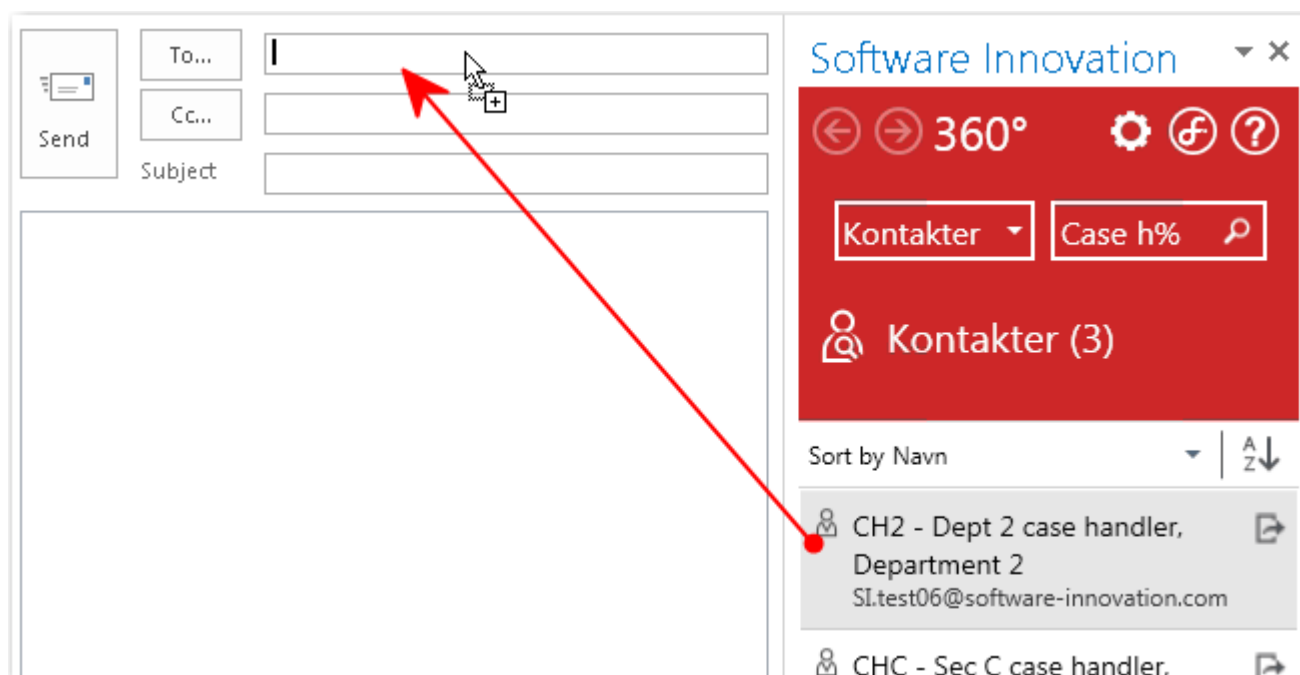 To...
Cc...
Send
Subject
Software Innovation
360°
Kontakter
Case h%
Kontakter (3)
Sort by Navn
A
Z
CH2 - Dept 2 case handler,
Department 2
SI.test06@software-innovation.com
CHC - Sec C case handler,